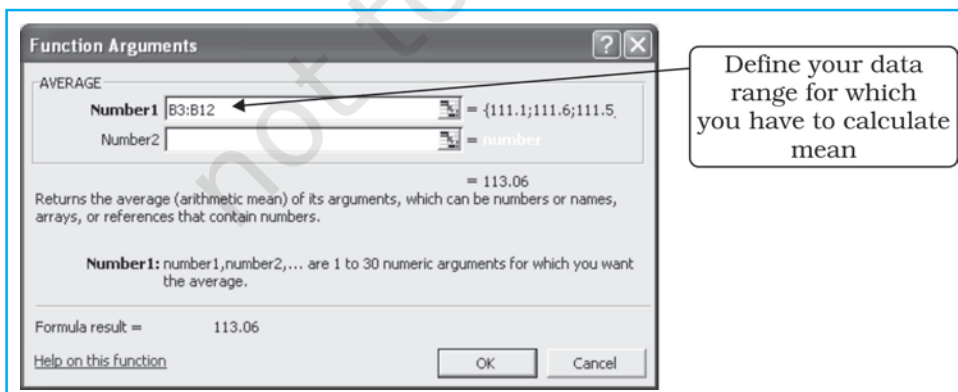 Function Arguments
AVERAGE
Number1 B3:B12 = {111.1;111.6;111.5
Number2 = number
= 113.06
Returns the average (arithmetic mean) of its arguments, which can be numbers or names,
arrays, or references that contain numbers.
Number1: number1,number2,... are 1 to 30 numeric arguments for which you want
the average.
Formula result = 113.06
Help on this function
OK Cancel
Define your data
range for which
you have to calculate
mean
not to